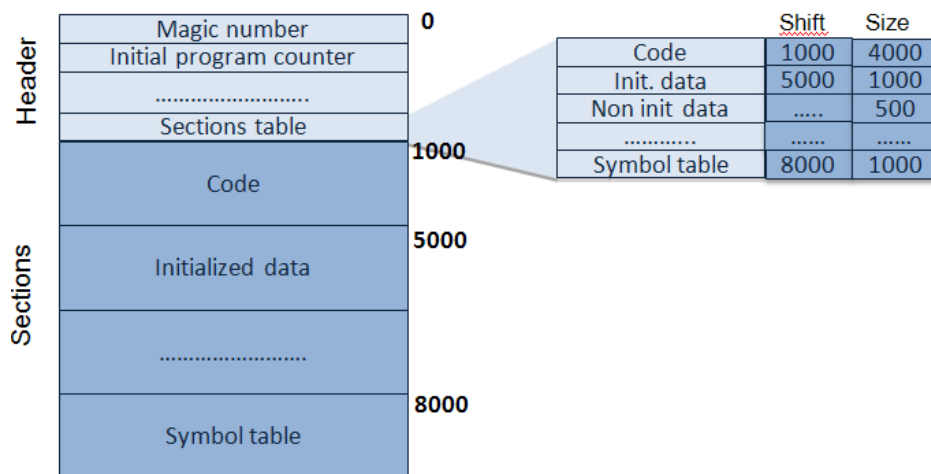 Header
Magic number
Initial program counter
……………………..
Sections table
0
1000
Sections
Code
5000
Initialized data
……………………
8000
Symbol table
Shift Size
Code 1000 4000
Init. data 5000 1000
Non init data ….. 500
………... …… ……
Symbol table 8000 1000